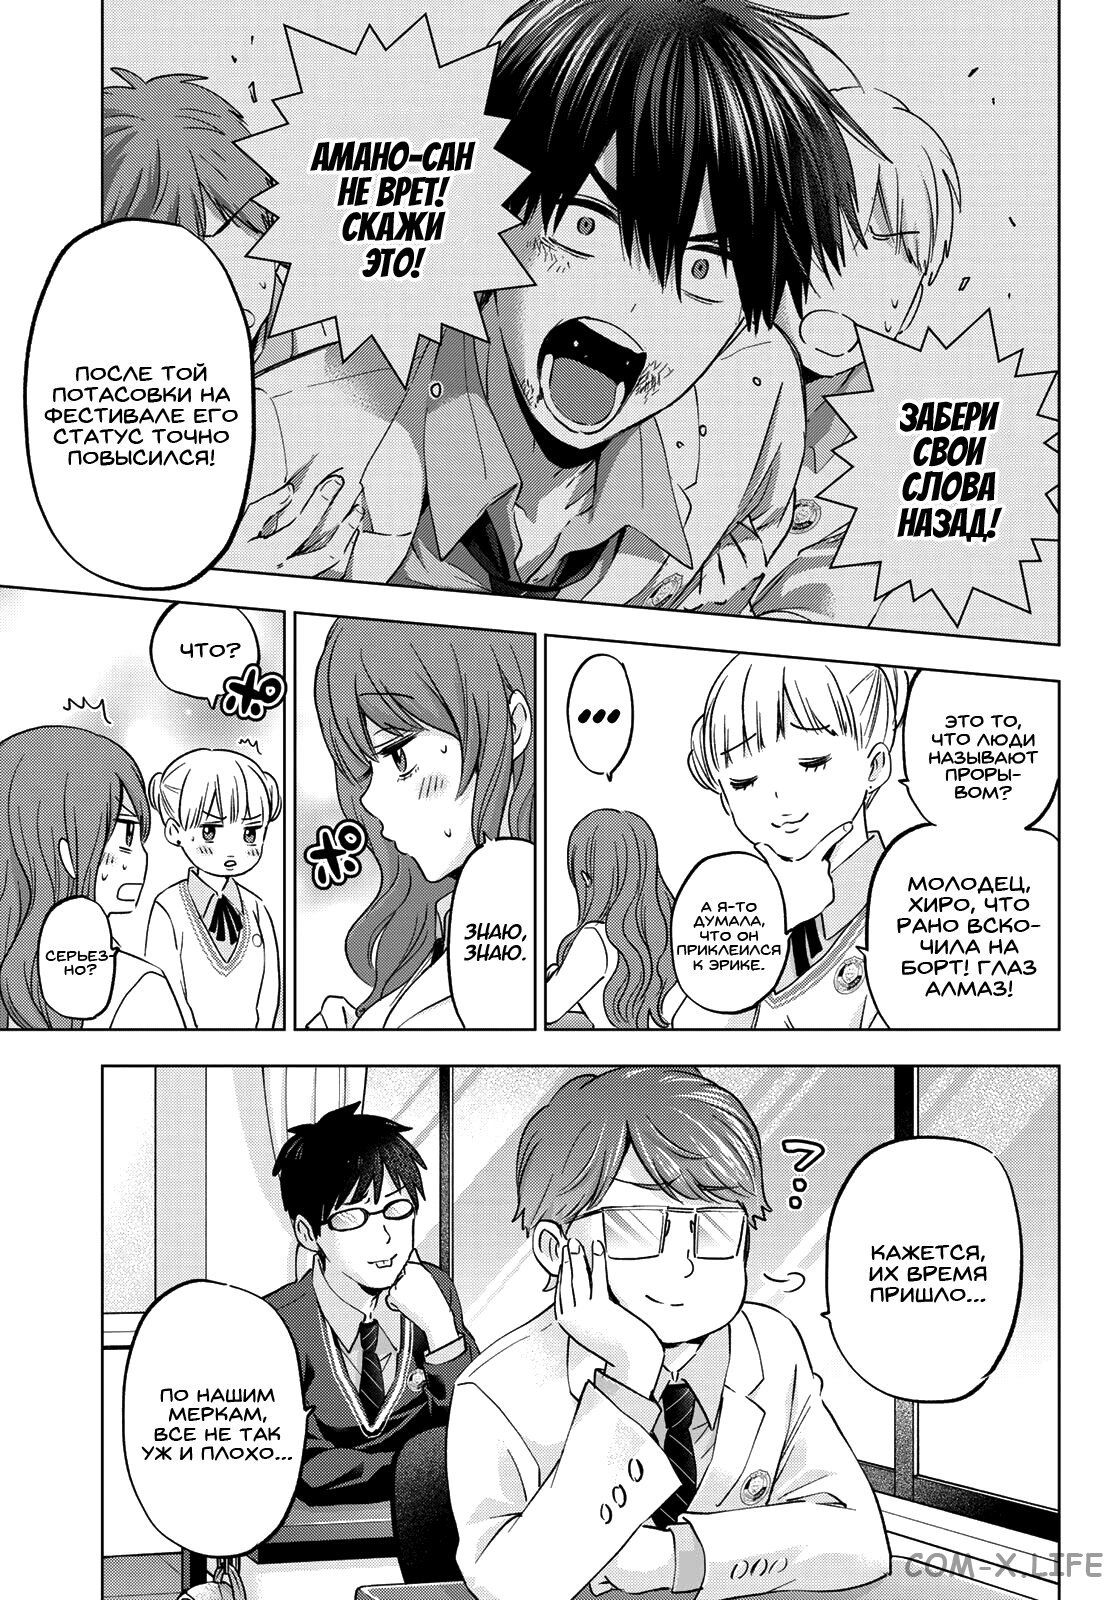 ЗАБЕРИ
СВОИ
СЛОВА
НАЗАД!
АМАНО-САН
НЕ ВРЕТ!
СКАЖИ
ЭТО!
ПОСЛЕ ТОЙ
ПОТАСОВКИ НА
ФЕСТИВАЛЕ ЕГО
СТАТУС ТОЧНО
ПОВЫСИЛСЯ!
ЭТО ТО,
ЧТО ЛЮДИ
НАЗЫВАЮТ
ПРОРЫ-
ВОМ?
МОЛОДЕЦ,
ХИРО, ЧТО
РАНО ВСКО-
ЧИЛА НА
БОРТ! ГЛАЗ
АЛМАЗ!
...
А Я-ТО
ДУМАЛА,
ЧТО ОН
ПРИКЛЕИЛСЯ
К ЭРИКЕ.
ЗНАЮ,
ЗНАЮ.
ЧТО?
СЕРЬЕЗ-
НО?
КАЖЕТСЯ,
ИХ ВРЕМЯ
ПРИШЛО...
ПО НАШИМ
МЕРКАМ,
ВСЕ НЕ ТАК
УЖ И ПЛОХО...
COM-X.LIFE